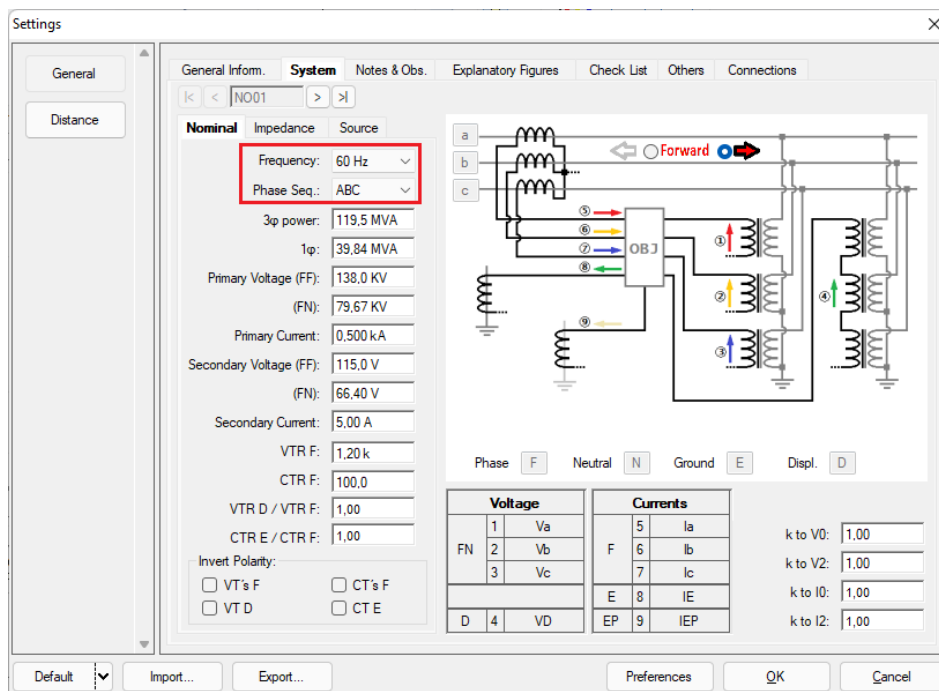 Settings
General
Distance
General Inform. System Notes & Obs. Explanatory Figures Check List Others Connections
|< < NO01 > >|
Nominal Impedance Source
Frequency: 60 Hz
Phase Seq.: ABC
3φ power: 119,5 MVA
1φ: 39,84 MVA
Primary Voltage (FF): 138,0 KV
(FN): 79,67 KV
Primary Current: 0,500 kA
Secondary Voltage (FF): 115,0 V
(FN): 66,40 V
Secondary Current: 5,00 A
VTR F: 1,20 k
CTR F: 100,0
VTR D / VTR F: 1,00
CTR E / CTR F: 1,00
Invert Polarity:
VT's F CT's F
VT D CT E
a
b
c
Forward
⑤
⑥
⑦
⑧
OBJ
⑨
①
②
③
④
Phase F Neutral N Ground E Displ. D
Voltage
FN 1 Va
2 Vb
3 Vc
D 4 VD
Currents
F 5 Ia
6 Ib
7 Ic
E 8 IE
EP 9 IEP
k to V0: 1,00
k to V2: 1,00
k to I0: 1,00
k to I2: 1,00
Default Import... Export... Preferences OK Cancel